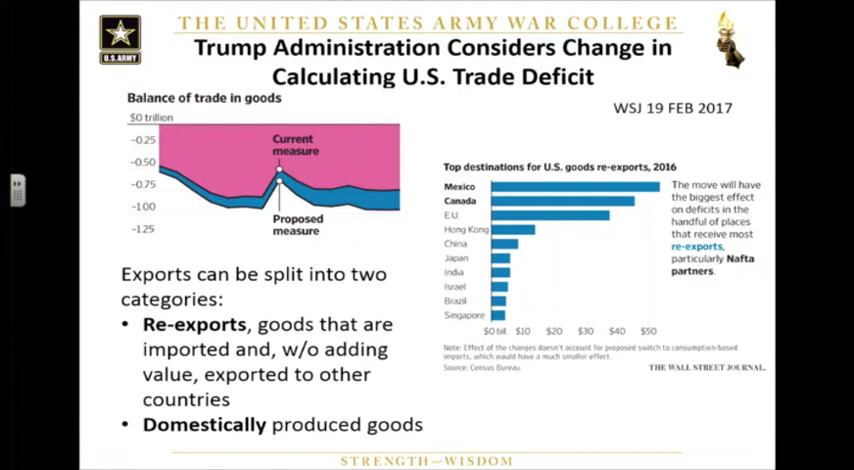 THE UNITED STATES ARMY WAR COLLEGE
U.S.ARMY
Trump Administration Considers Change in
Calculating U.S. Trade Deficit
WSJ 19 FEB 2017
Balance of trade in goods
$0 trillion
-0.25
-0.50
-0.75
-1.00
-1.25
Current
measure
Proposed
measure
Exports can be split into two
categories:
• Re-exports, goods that are
imported and, w/o adding
value, exported to other
countries
• Domestically produced goods
Top destinations for U.S. goods re-exports, 2016
Mexico
Canada
E.U.
Hong Kong
China
Japan
India
Israel
Brazil
Singapore
$0 bil $10 $20 $30 $40 $50
The move will have
the biggest effect
on deficits in the
handful of places
that receive most
re-exports,
particularly Nafta
partners.
Note: Effect of the changes doesn't account for proposed switch to consumption-based
imports, which would have a much smaller effect.
Source: Census Bureau
THE WALL STREET JOURNAL.
STRENGTH and WISDOM